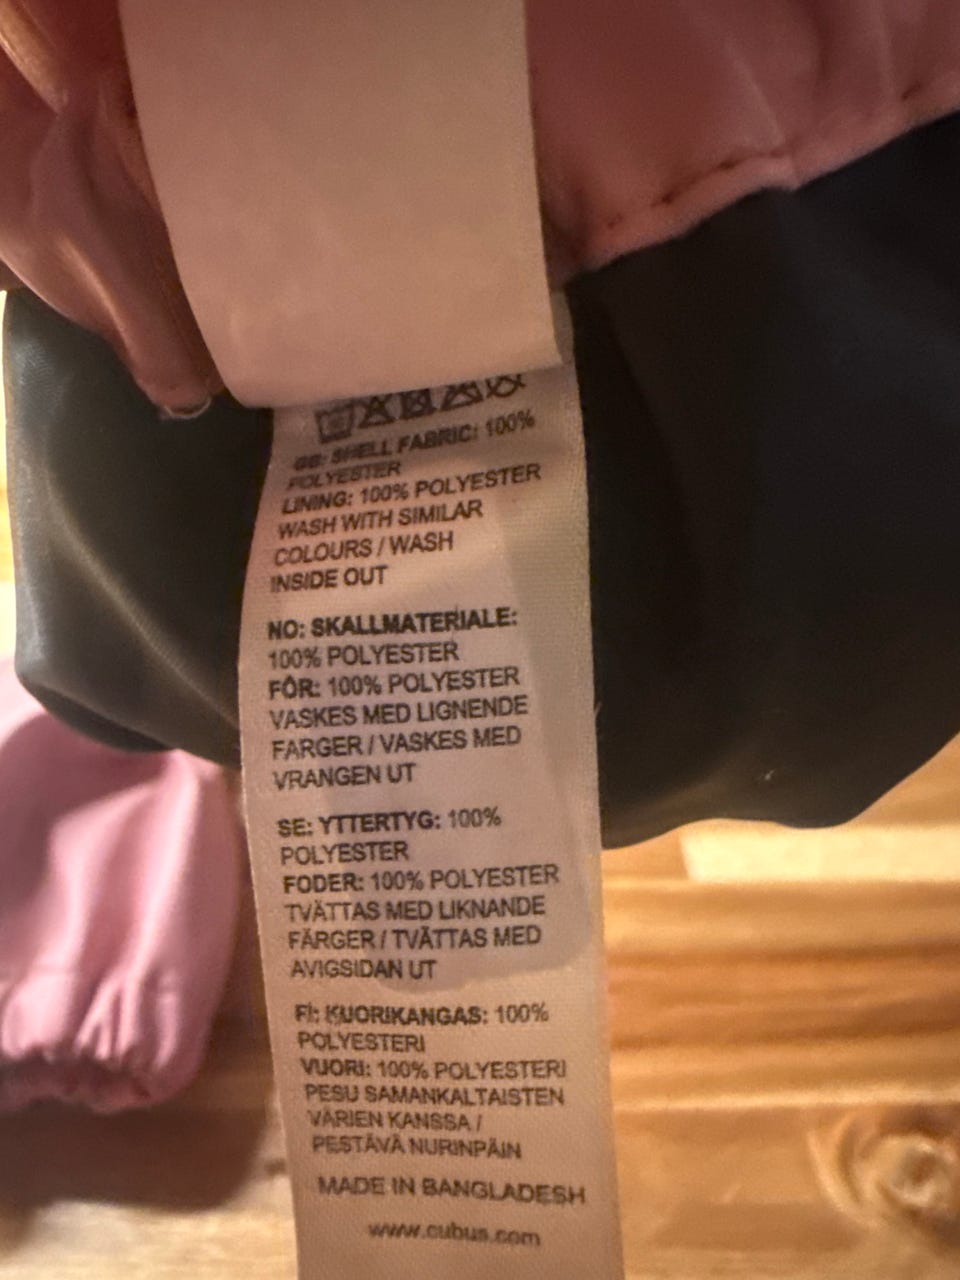 GB: SHELL FABRIC: 100%
POLYESTER
LINING: 100% POLYESTER
WASH WITH SIMILAR
COLOURS / WASH
INSIDE OUT
NO: SKALLMATERIALE:
100% POLYESTER
FÔR: 100% POLYESTER
VASKES MED LIGNENDE
FARGER / VASKES MED
VRANGEN UT
SE: YTTERTYG: 100%
POLYESTER
FODER: 100% POLYESTER
TVÄTTAS MED LIKNANDE
FÄRGER / TVÄTTAS MED
AVIGSIDAN UT
FI: KUORIKANGAS: 100%
POLYESTERI
VUORI: 100% POLYESTERI
PESU SAMANKALTAISTEN
VÄRIEN KANSSA /
PESTÄVÄ NURINPÄIN
MADE IN BANGLADESH
www.cubus.com